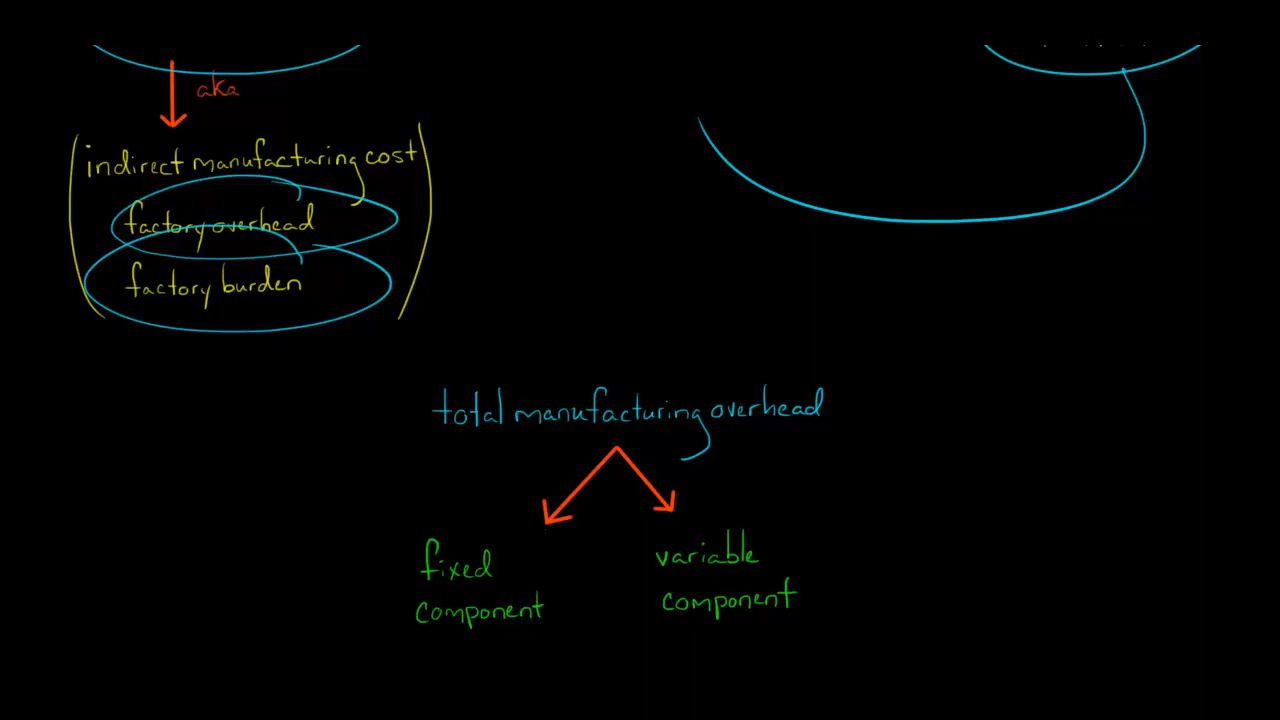 aka
indirect manufacturing cost
factory overhead
factory burden
total manufacturing overhead
fixed
component
variable
component